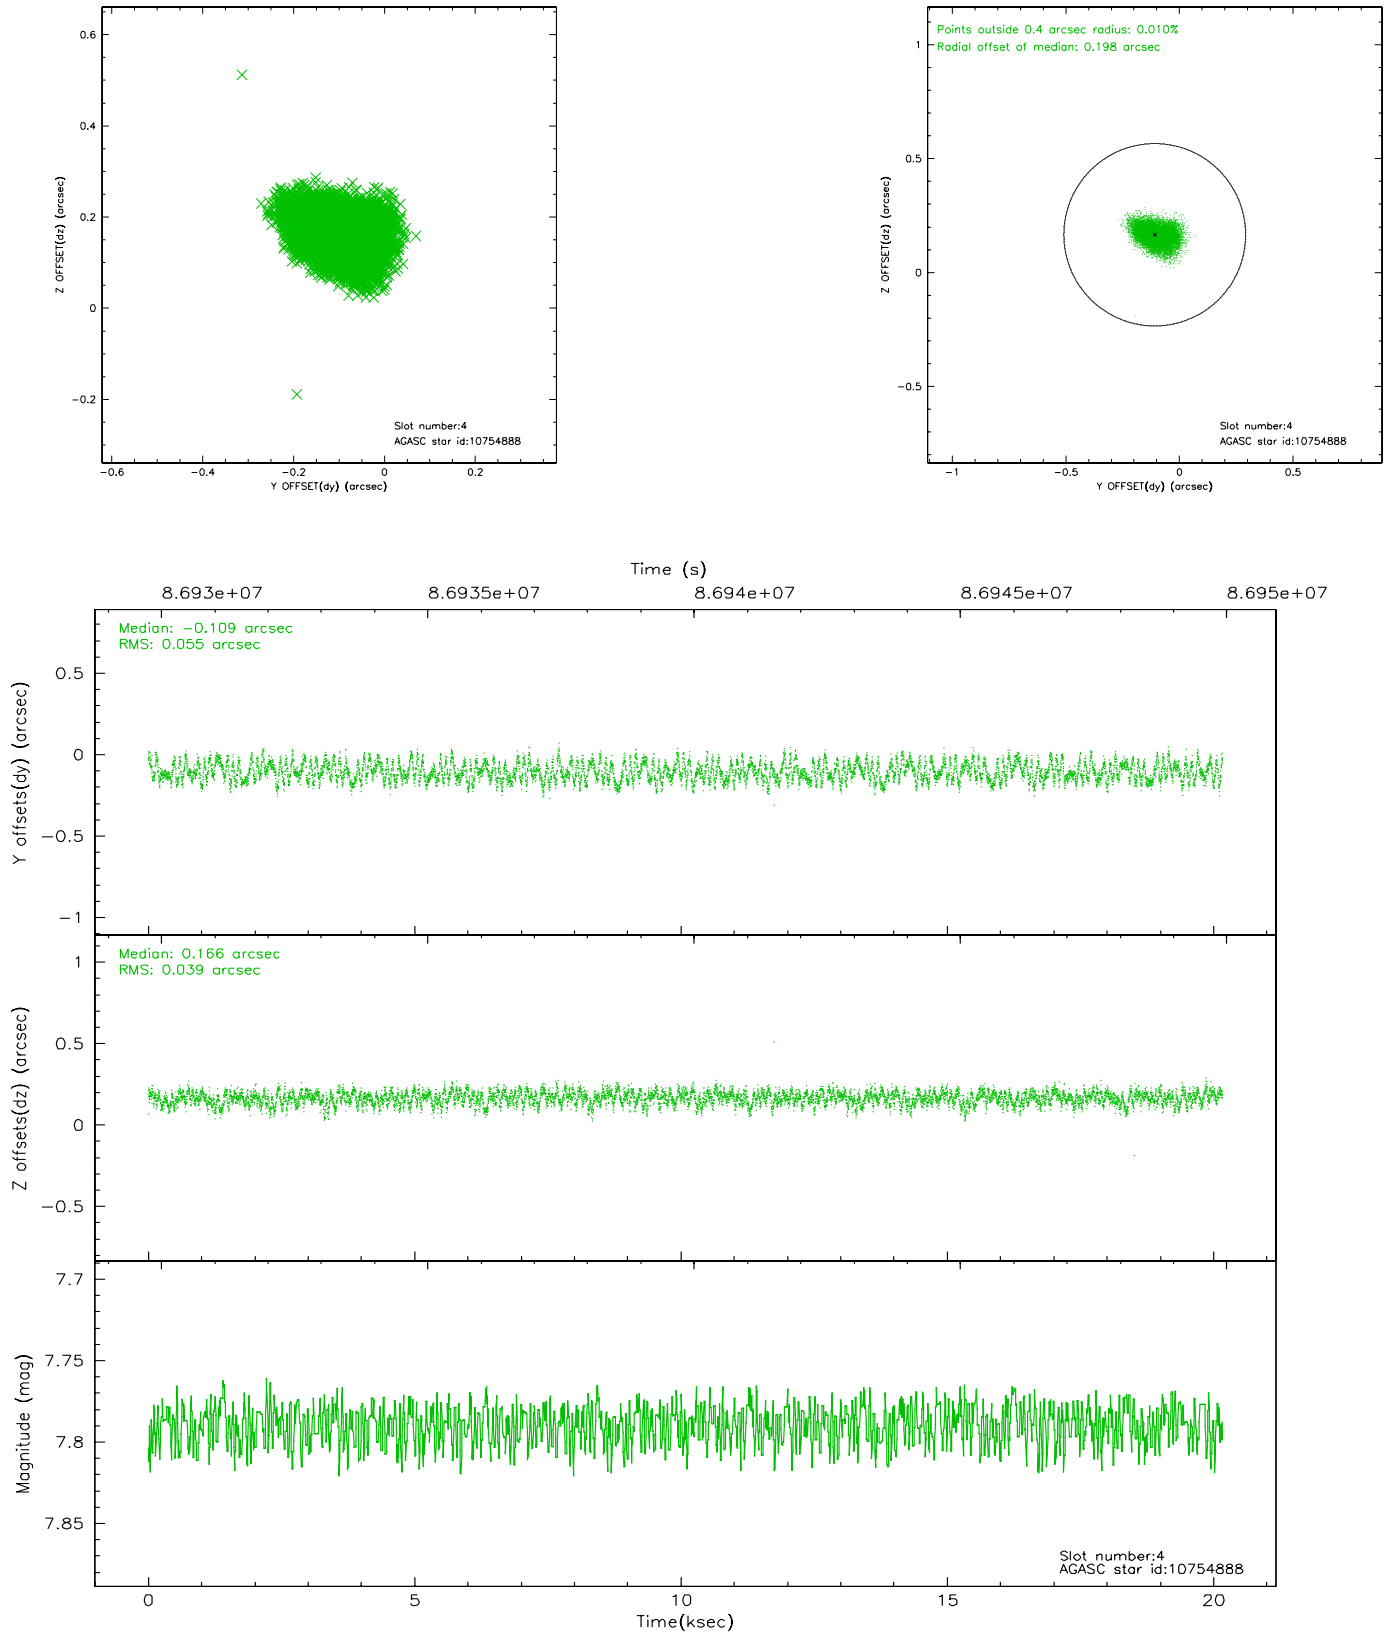 0.6
0.4
0.2
0
-0.2
-0.6
-0.4
-0.2
0
0.2
Z OFFSET(dz) (arcsec)
Y OFFSET(dy) (arcsec)
Slot number:4
AGASC star id:10754888
Points outside 0.4 arcsec radius: 0.010%
Radial offset of median: 0.198 arcsec
1
0.5
0
-0.5
-1
-0.5
0
0.5
Z OFFSET(dz) (arcsec)
Y OFFSET(dy) (arcsec)
Slot number:4
AGASC star id:10754888
Time (s)
8.693e+07
8.6935e+07
8.694e+07
8.6945e+07
8.695e+07
Median: -0.109 arcsec
RMS: 0.055 arcsec
0.5
0
-0.5
-1
Y offsets(dy) (arcsec)
Median: 0.166 arcsec
RMS: 0.039 arcsec
1
0.5
0
-0.5
Z offsets(dz) (arcsec)
7.7
7.75
7.8
7.85
Magnitude (mag)
Slot number:4
AGASC star id:10754888
0
5
10
15
20
Time(ksec)